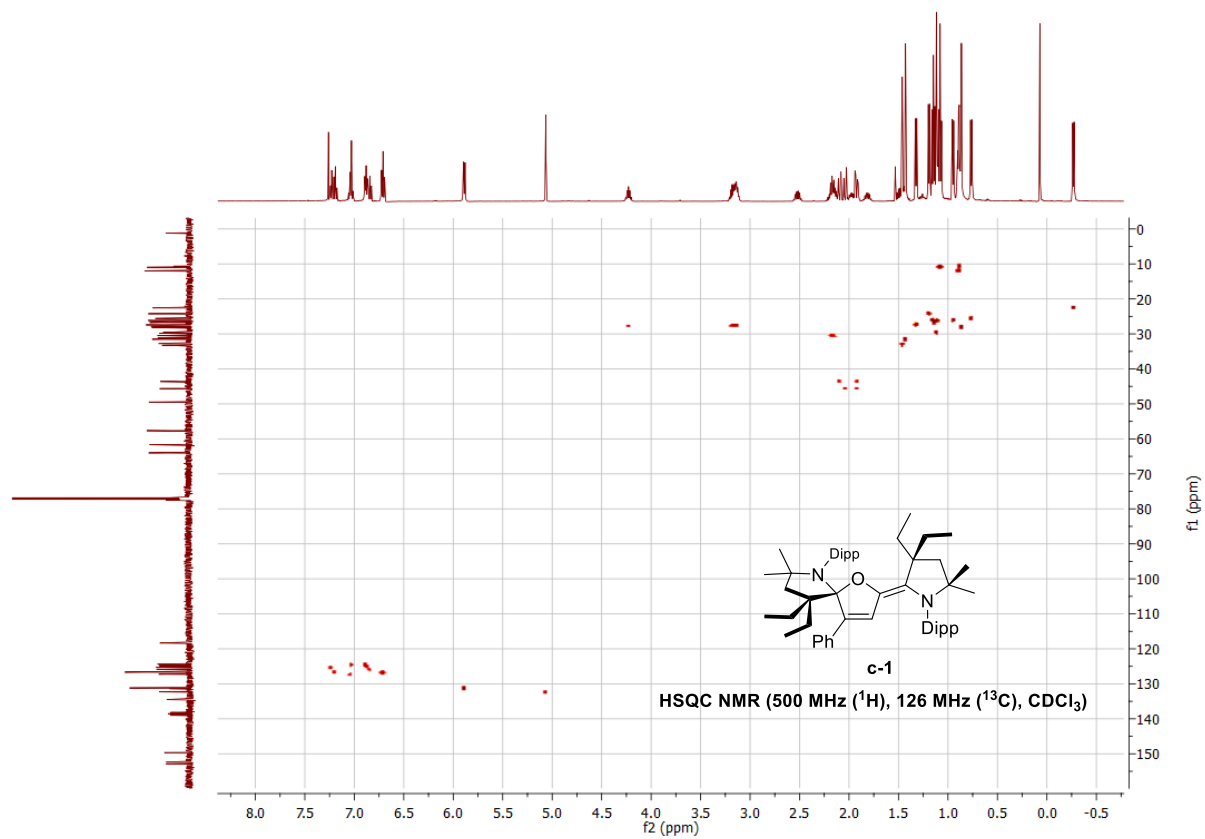 0
10
20
30
40
50
60
70
80
90
100
110
120
130
140
150
f1 (ppm)
Dipp
N
O
N
Dipp
Ph
c-1
HSQC NMR (500 MHz (¹H), 126 MHz (¹³C), CDCl₃)
8.0 7.5 7.0 6.5 6.0 5.5 5.0 4.5 4.0 3.5 3.0 2.5 2.0 1.5 1.0 0.5 0.0 -0.5
f2 (ppm)